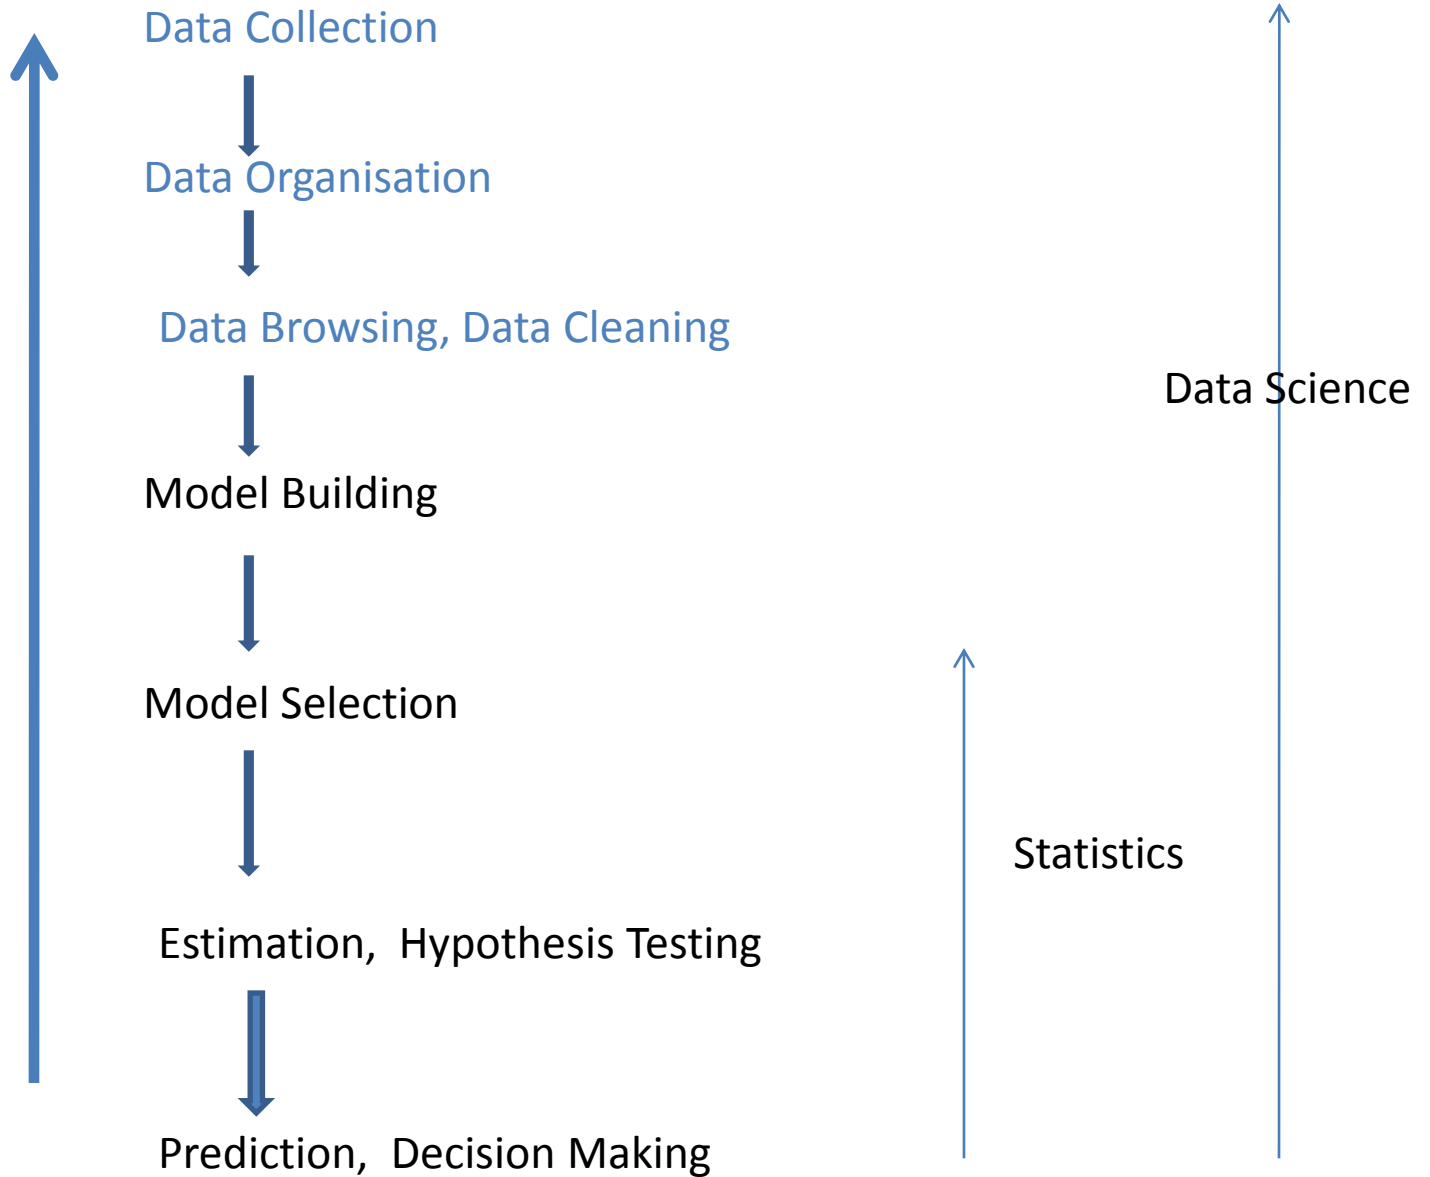 Data Collection
Data Organisation
Data Browsing, Data Cleaning
Data Science
Model Building
Model Selection
Statistics
Estimation, Hypothesis Testing
Prediction, Decision Making